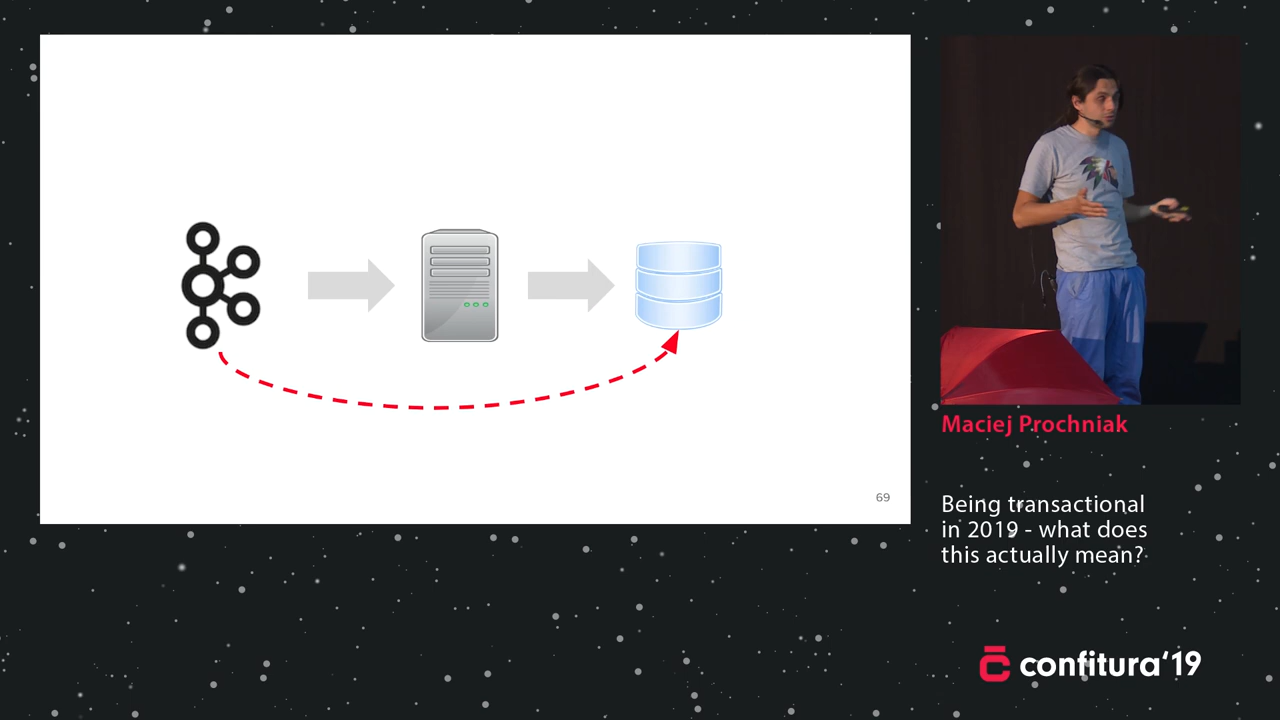 69
Maciej Prochniak
Being transactional
in 2019 - what does
this actually mean?
confitura'19